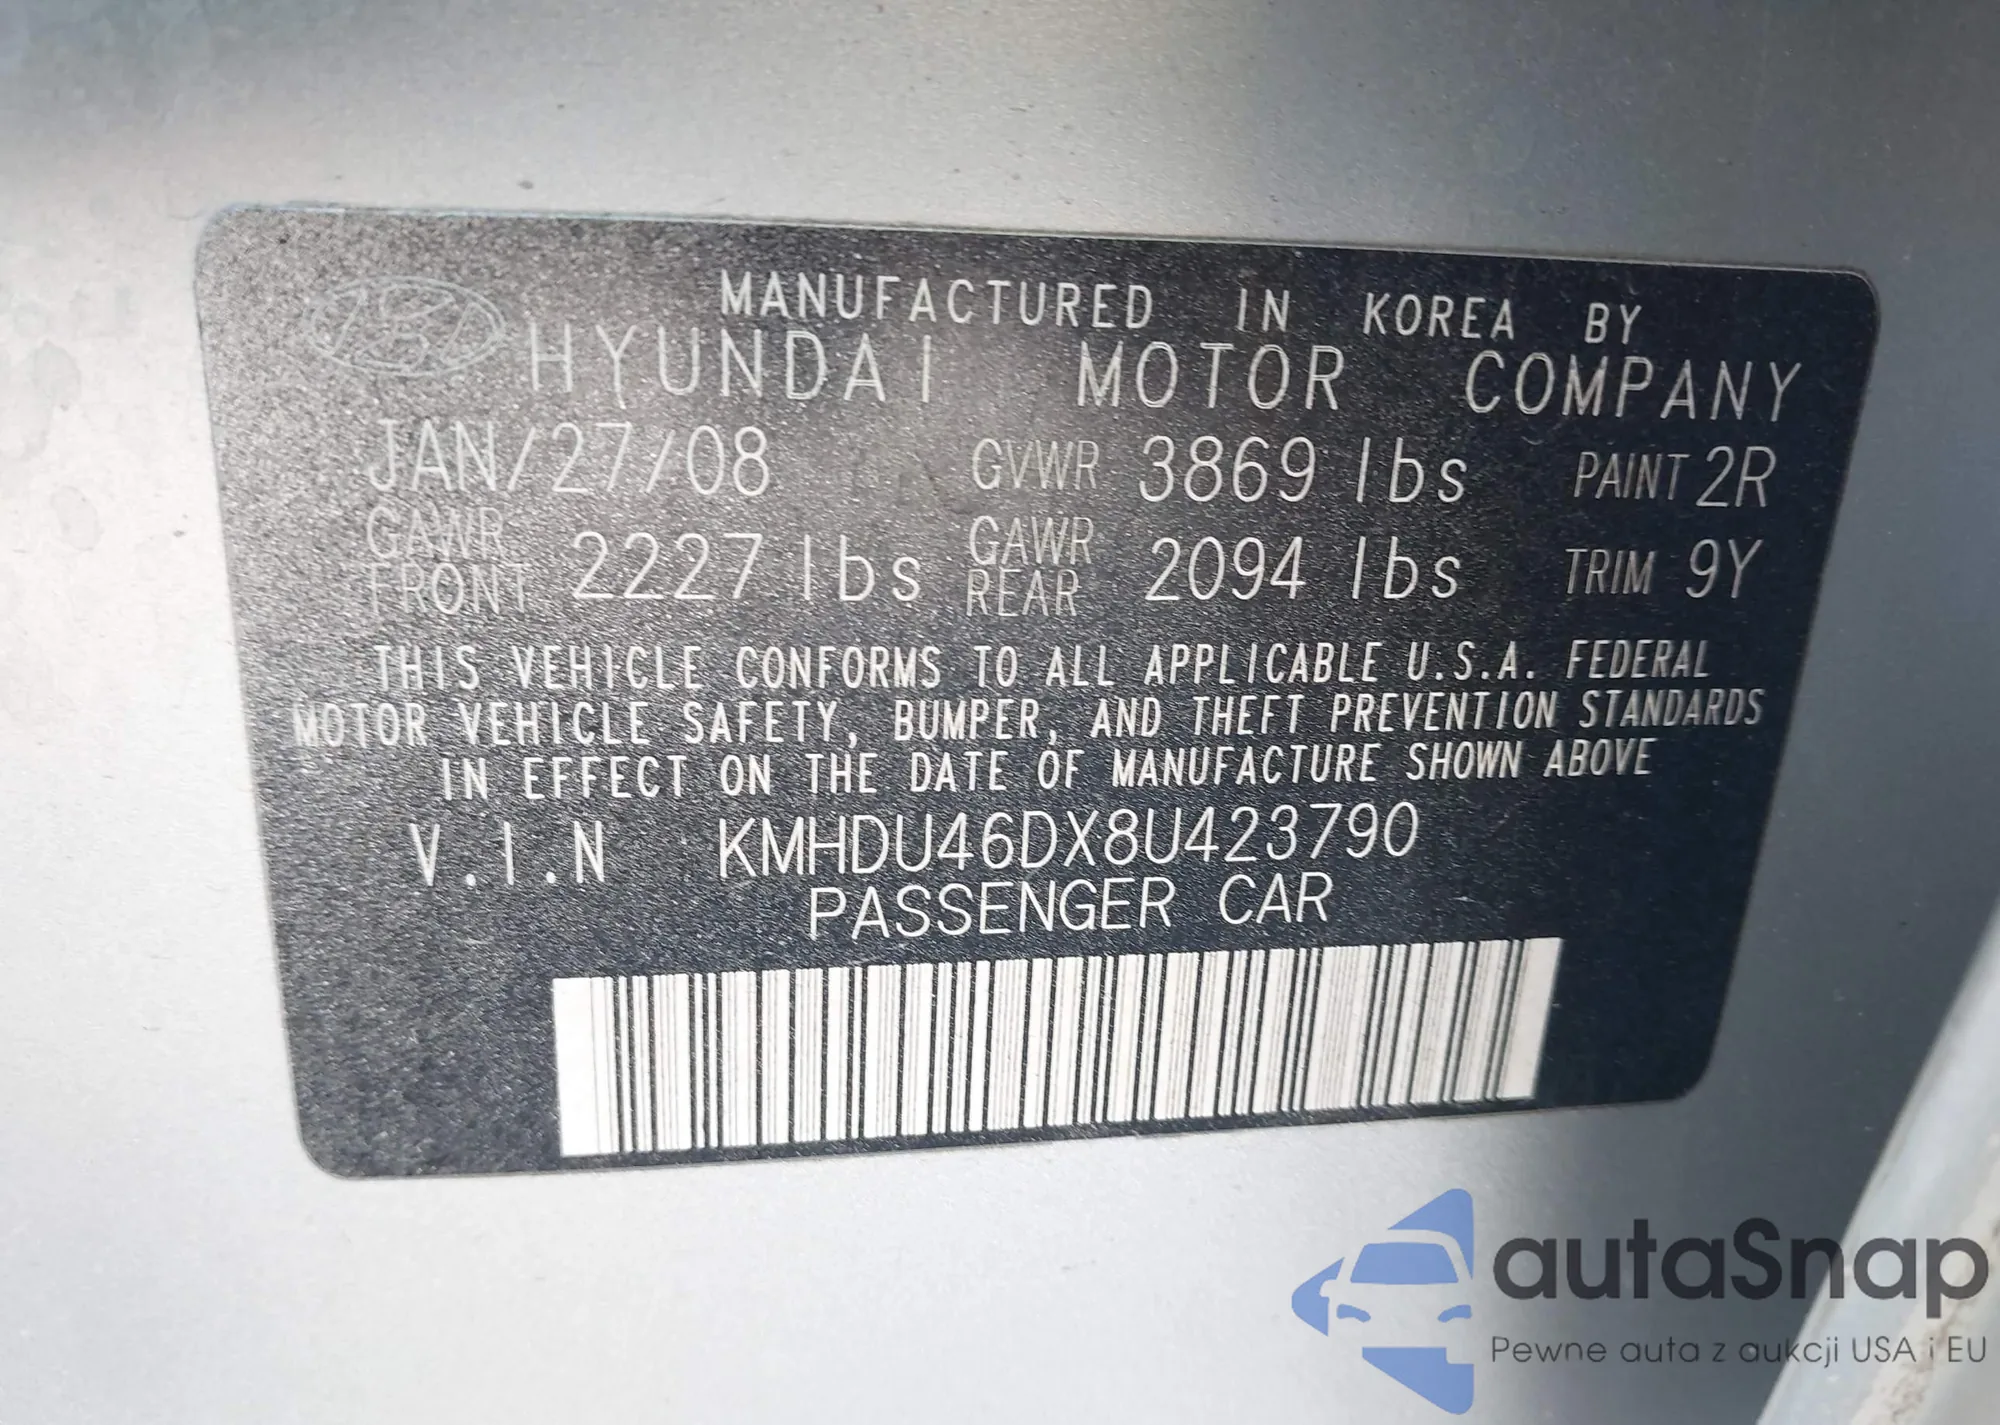 MANUFACTURED IN KOREA BY
HYUNDAI MOTOR COMPANY
JAN/27/08 GVWR 3869 lbs PAINT 2R
GAWR FRONT 2227 lbs GAWR REAR 2094 lbs TRIM 9Y
THIS VEHICLE CONFORMS TO ALL APPLICABLE U.S.A. FEDERAL
MOTOR VEHICLE SAFETY, BUMPER, AND THEFT PREVENTION STANDARDS
IN EFFECT ON THE DATE OF MANUFACTURE SHOWN ABOVE
V.I.N KMHDU46DX8U423790
PASSENGER CAR
autaSnap
Pewne auta z aukcji USA i EU